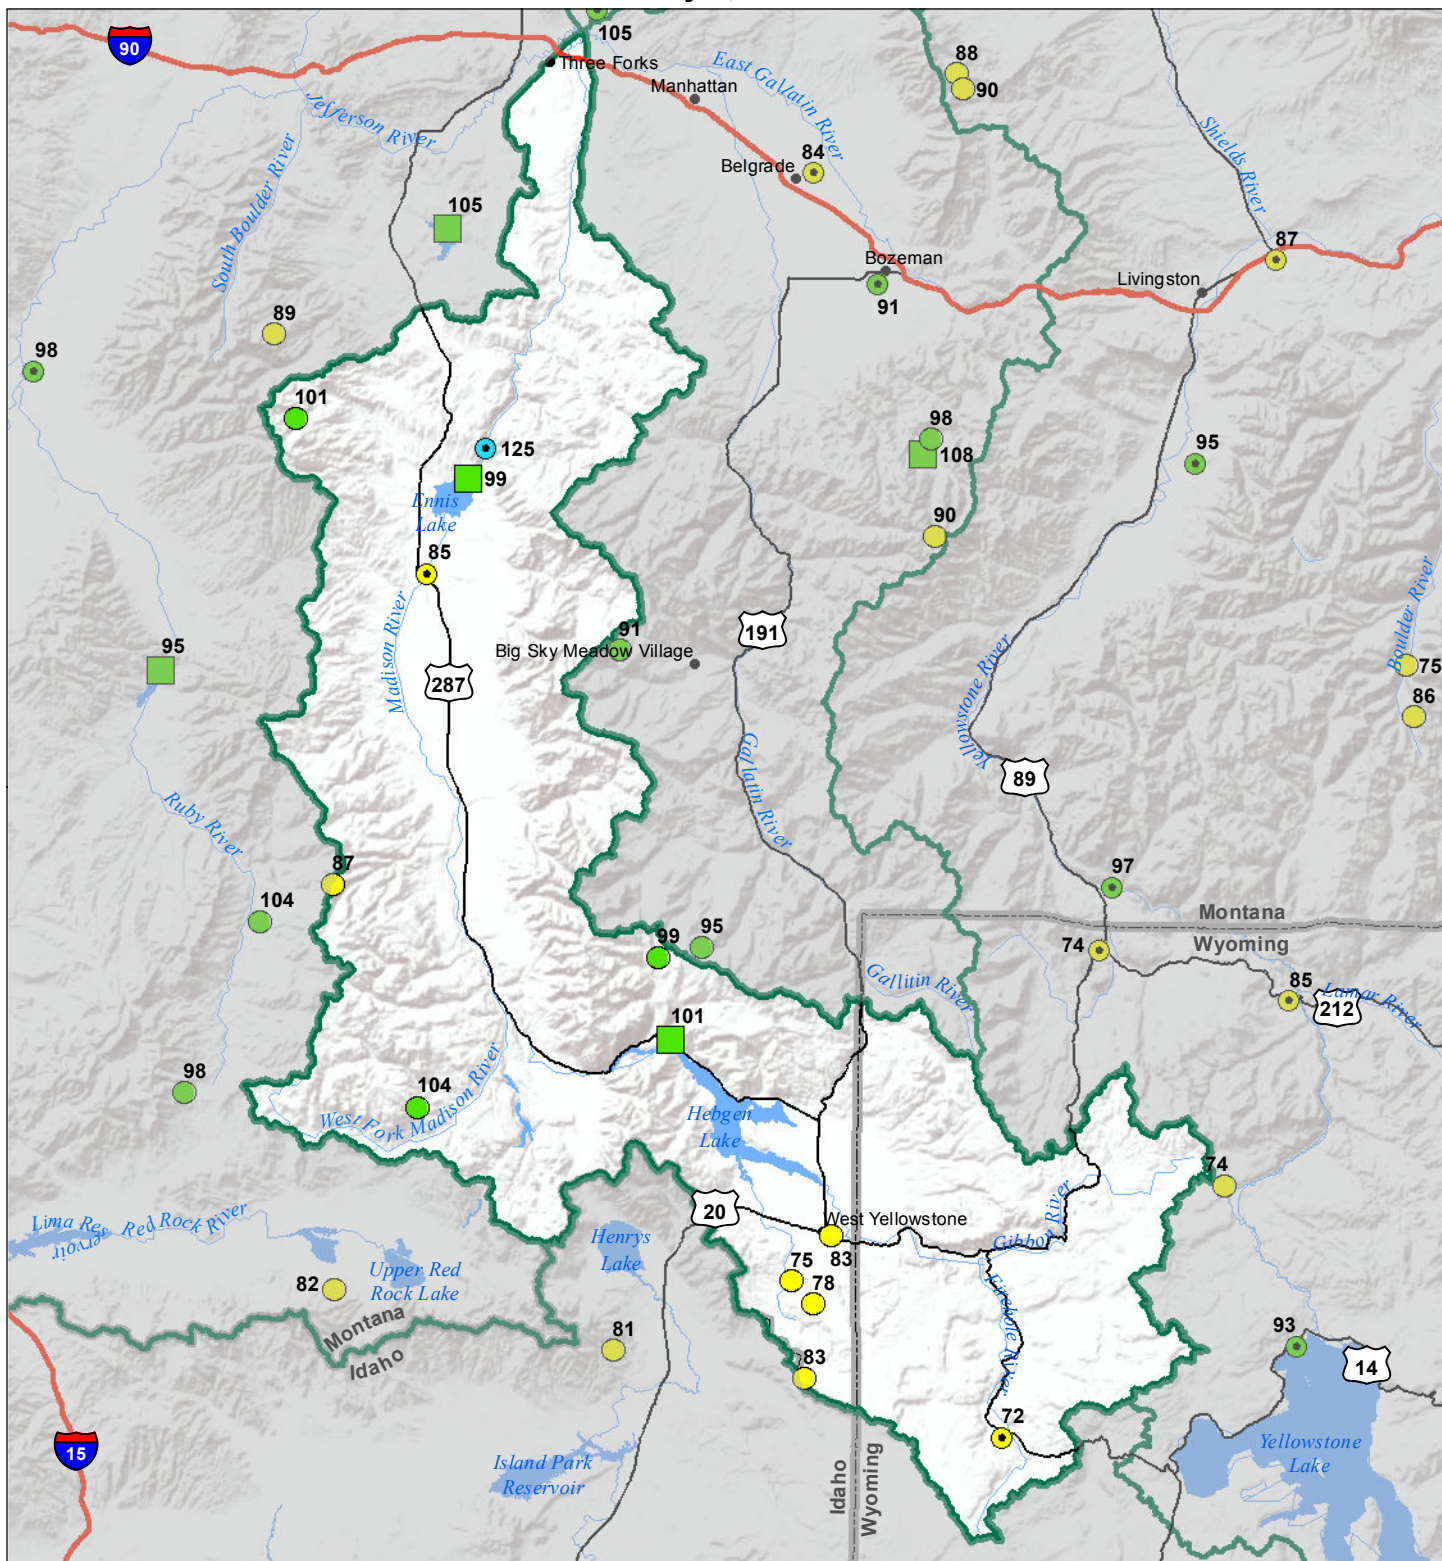 105
90
Three Forks
Manhattan
East Gallatin River
88
90
Jefferson River
Shields River
84
Belgrade
South Boulder River
105
Bozeman
87
Livingston
91
89
98
101
98
108
95
125
99
Ennis
Lake
90
85
Madison River
191
91
Big Sky Meadow Village
Boulder River
75
95
86
287
Yellowstone River
Gallatin River
89
Ruby River
87
97
104
Montana
Wyoming
99
95
74
Gallitin River
85
Lamar River
212
101
98
104
West Fork Madison River
Hebgen
Lake
74
20
West Yellowstone
Lima Reservoir
Red Rock River
Gibbon River
Henrys
Lake
83
75
78
Upper Red
Rock Lake
82
Firehole River
Montana
Idaho
81
93
83
14
72
15
Yellowstone
Lake
Island Park
Reservoir
Idaho
Wyoming